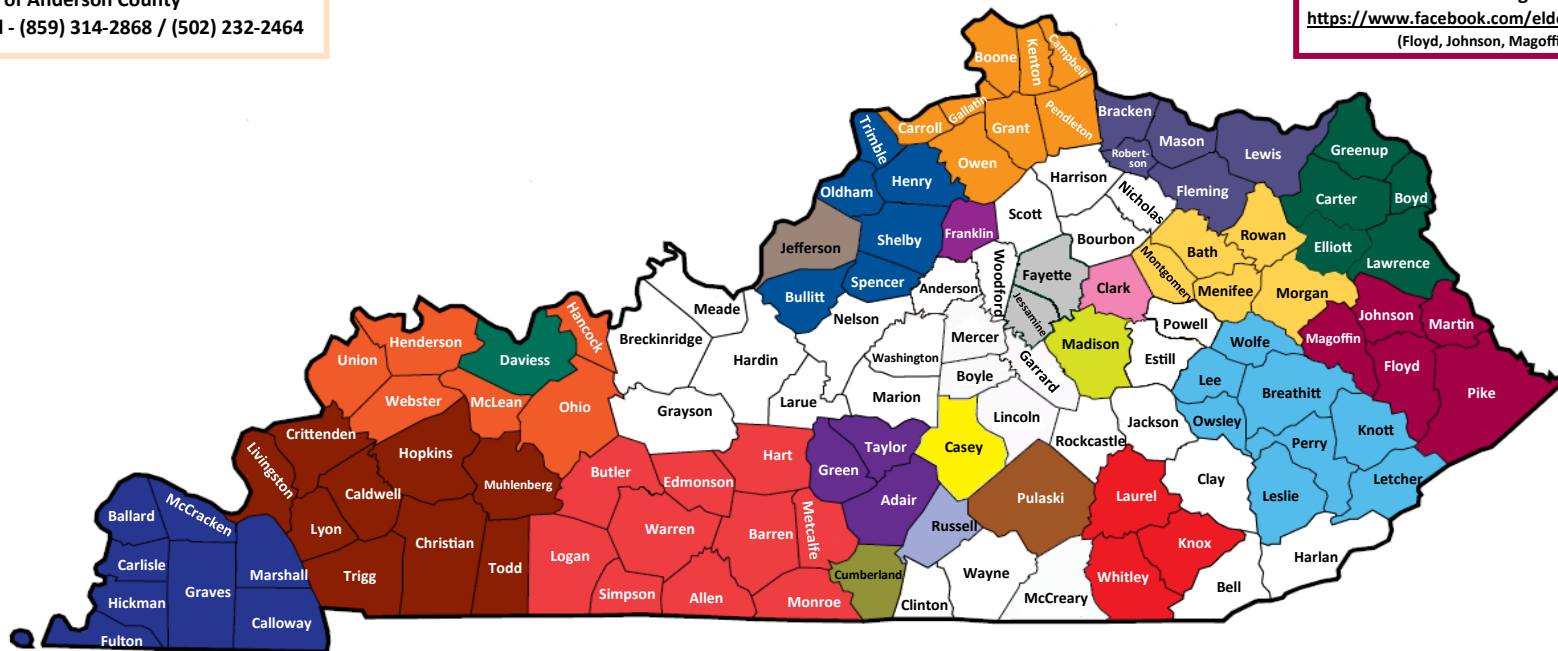 of Anderson County
- (859) 314-2868 / (502) 232-2464
https://www.facebook.com/elde
(Floyd, Johnson, Magoffi
Boone
Kenton
Campbell
Gallatin
Carroll
Grant
Pendleton
Owen
Trimble
Henry
Oldham
Shelby
Jefferson
Spencer
Bullitt
Franklin
Bracken
Robert-
son
Mason
Lewis
Fleming
Greenup
Carter
Boyd
Elliott
Lawrence
Harrison
Nicholas
Scott
Bourbon
Bath
Rowan
Montgomery
Menifee
Morgan
Woodford
Fayette
Jessamine
Clark
Anderson
Nelson
Mercer
Washington
Boyle
Garrard
Madison
Powell
Estill
Meade
Breckinridge
Hardin
Larue
Marion
Grayson
Hancock
Henderson
Union
Daviess
Webster
McLean
Ohio
Johnson
Martin
Magoffin
Floyd
Pike
Wolfe
Lee
Breathitt
Owsley
Perry
Knott
Leslie
Letcher
Lincoln
Jackson
Rockcastle
Casey
Taylor
Green
Adair
Pulaski
Laurel
Clay
Russell
Crittenden
Livingston
Hopkins
Caldwell
Muhlenberg
Lyon
Christian
Trigg
Todd
Butler
Edmonson
Hart
Warren
Barren
Metcalfe
Logan
Simpson
Allen
Monroe
Cumberland
Clinton
Wayne
McCreary
Whitley
Knox
Bell
Harlan
Ballard
McCracken
Carlisle
Marshall
Graves
Hickman
Calloway
Fulton